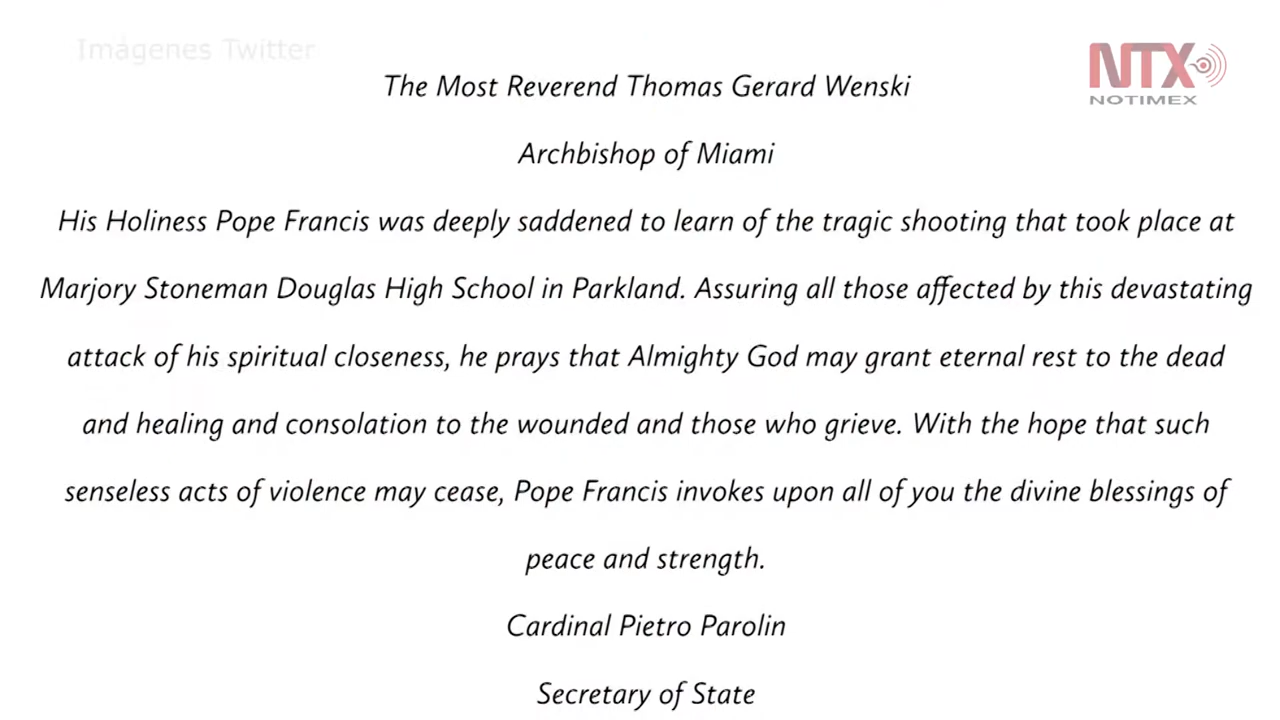 Imágenes Twitter
NTX
NOTIMEX
The Most Reverend Thomas Gerard Wenski
Archbishop of Miami
His Holiness Pope Francis was deeply saddened to learn of the tragic shooting that took place at
Marjory Stoneman Douglas High School in Parkland. Assuring all those affected by this devastating
attack of his spiritual closeness, he prays that Almighty God may grant eternal rest to the dead
and healing and consolation to the wounded and those who grieve. With the hope that such
senseless acts of violence may cease, Pope Francis invokes upon all of you the divine blessings of
peace and strength.
Cardinal Pietro Parolin
Secretary of State